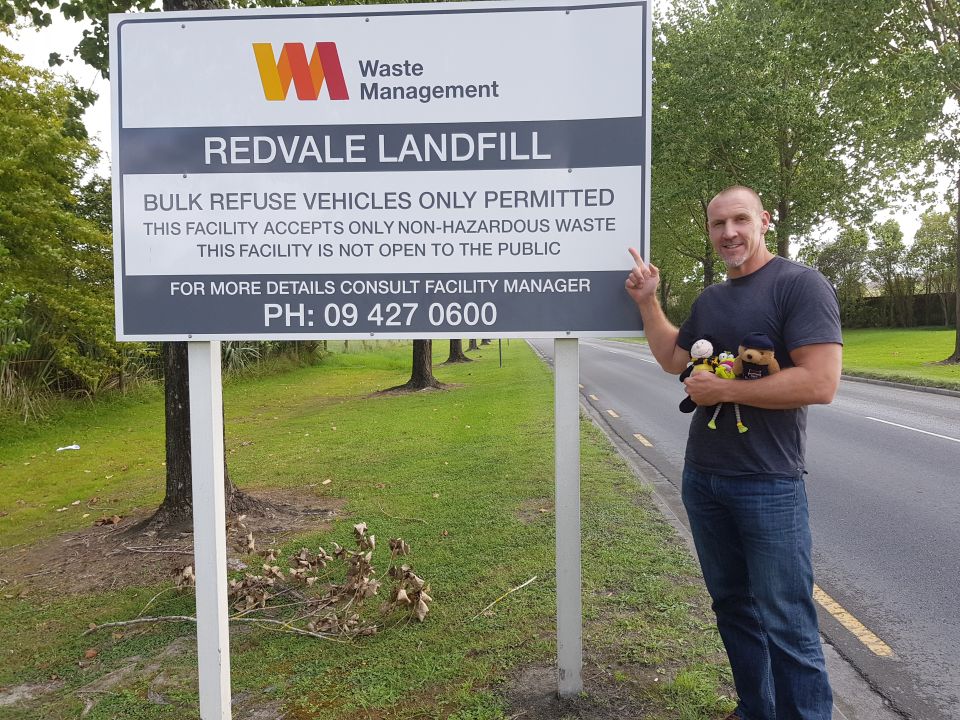 Waste
Management
REDVALE LANDFILL
BULK REFUSE VEHICLES ONLY PERMITTED
THIS FACILITY ACCEPTS ONLY NON-HAZARDOUS WASTE
THIS FACILITY IS NOT OPEN TO THE PUBLIC
FOR MORE DETAILS CONSULT FACILITY MANAGER
PH: 09 427 0600